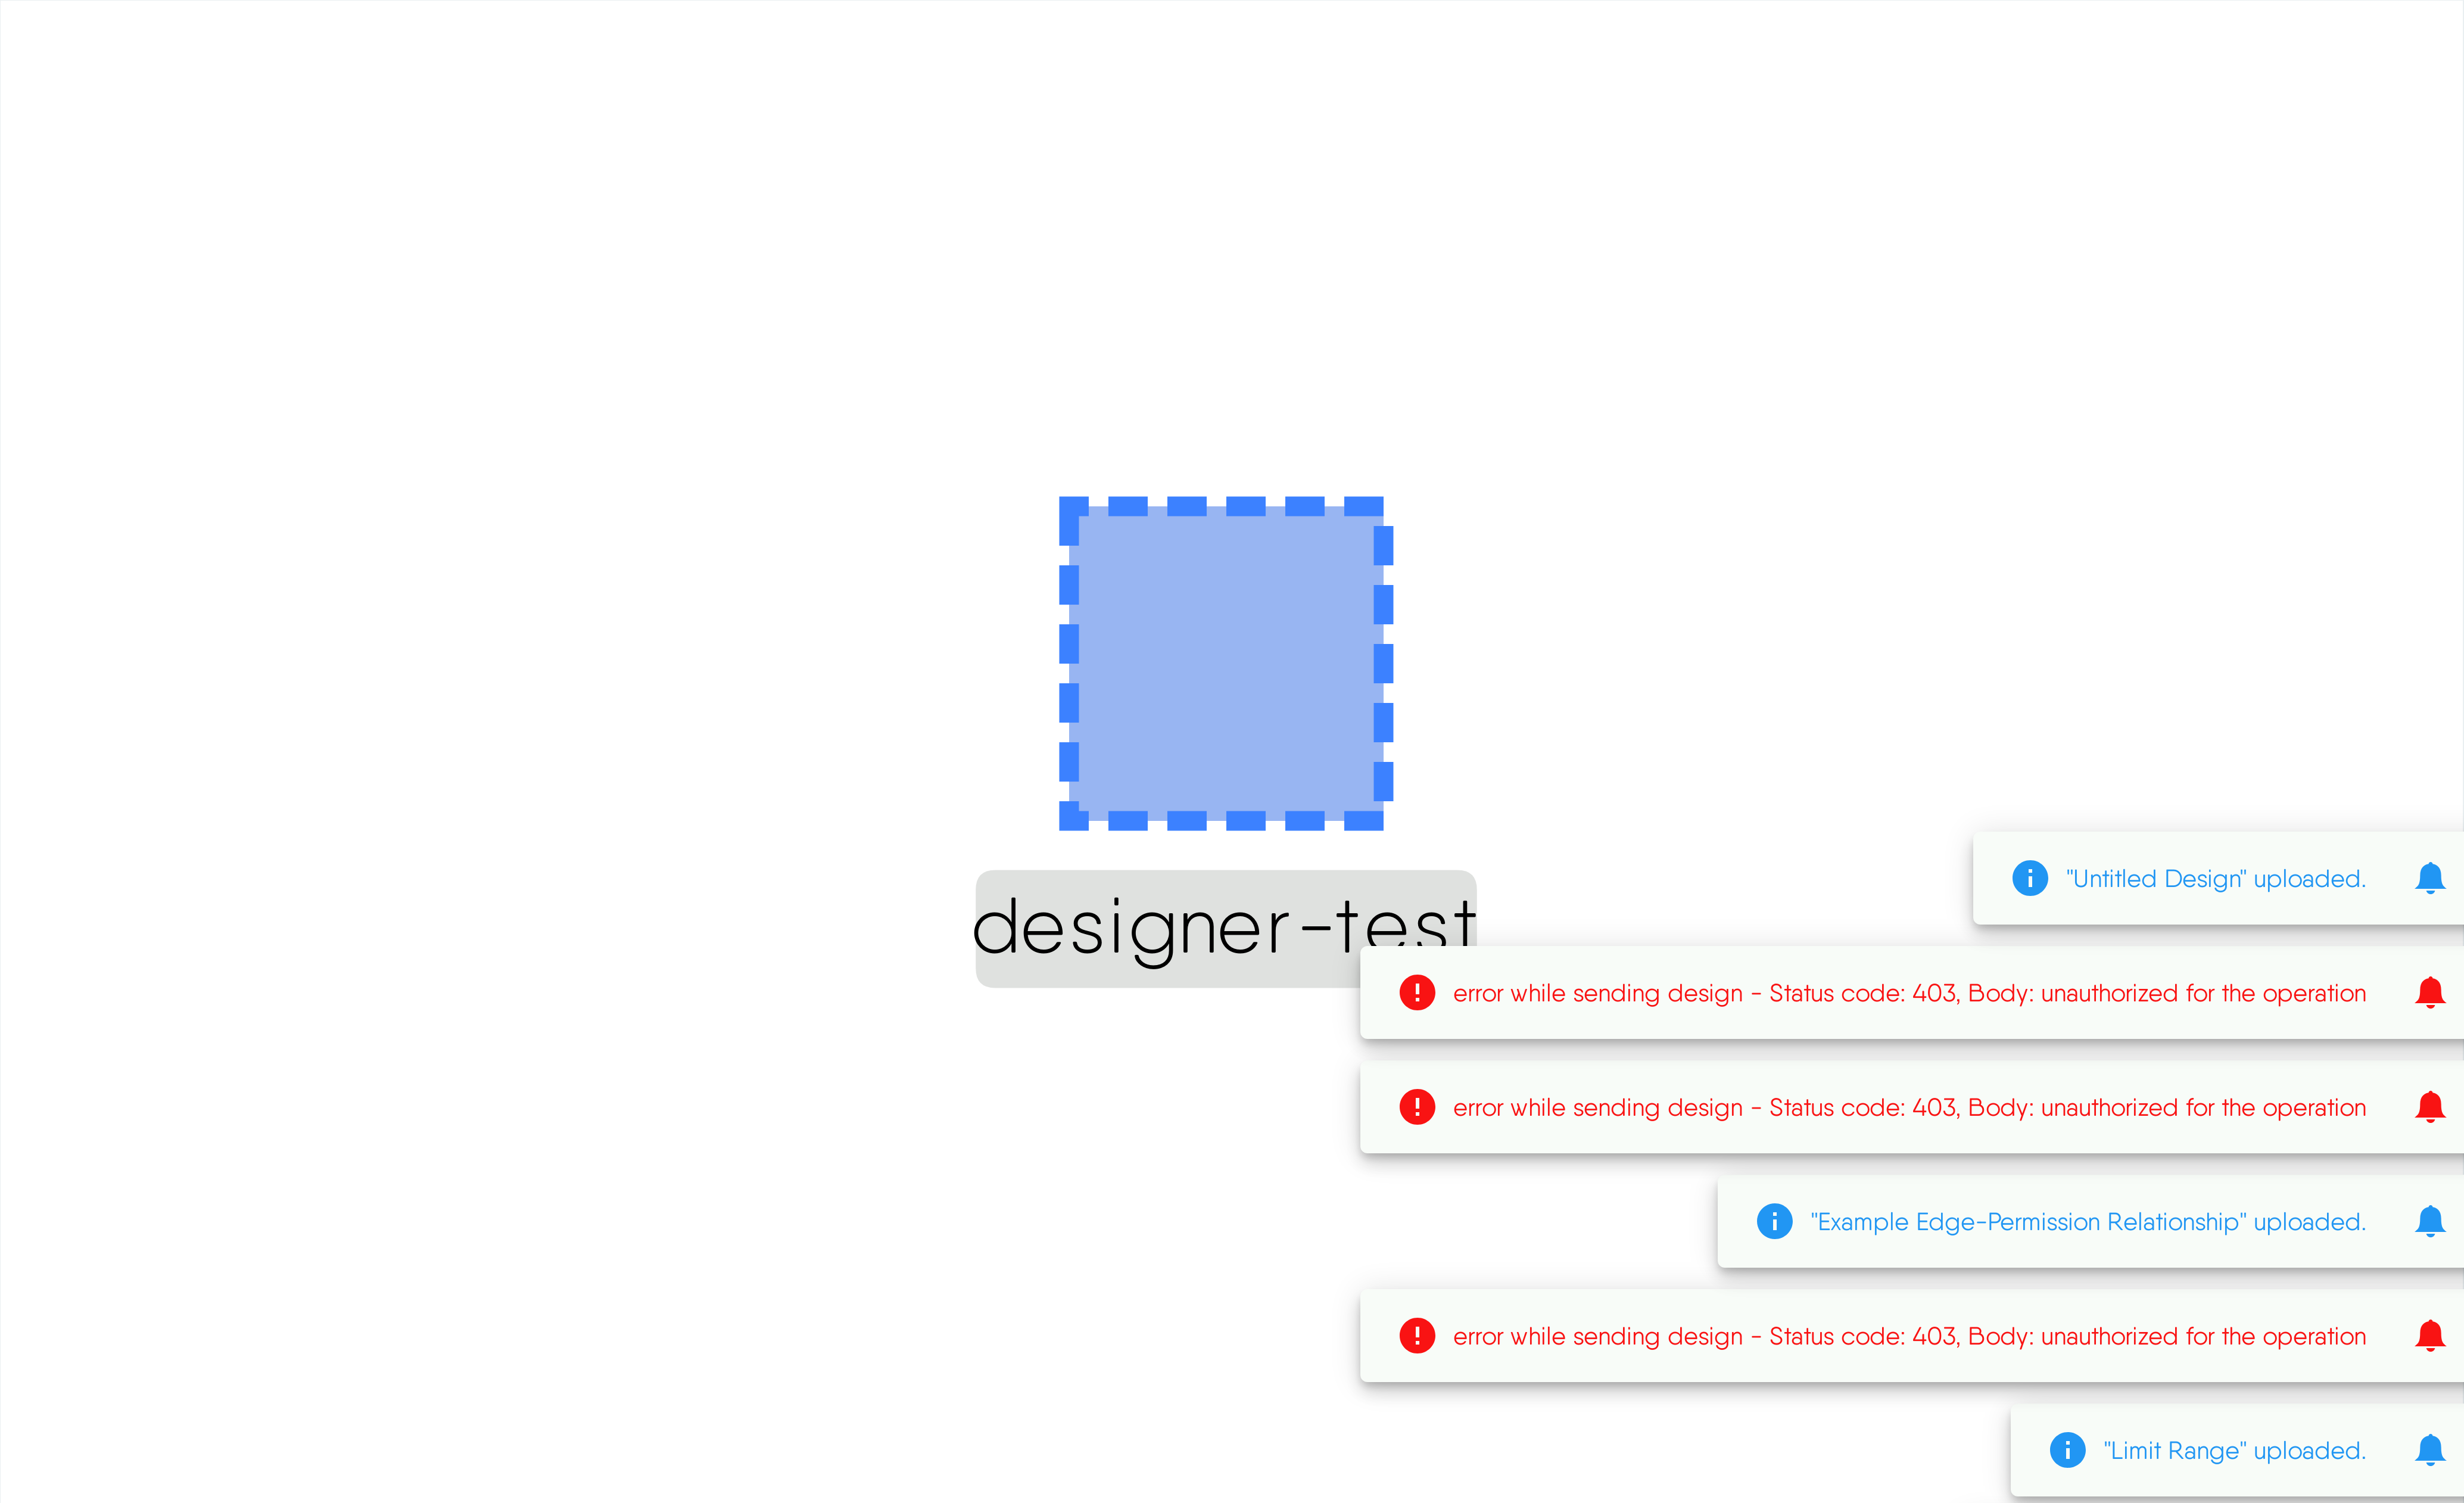 designer-test
"Untitled Design" uploaded.
error while sending design - Status code: 403, Body: unauthorized for the operation
error while sending design - Status code: 403, Body: unauthorized for the operation
"Example Edge-Permission Relationship" uploaded.
error while sending design - Status code: 403, Body: unauthorized for the operation
"Limit Range" uploaded.